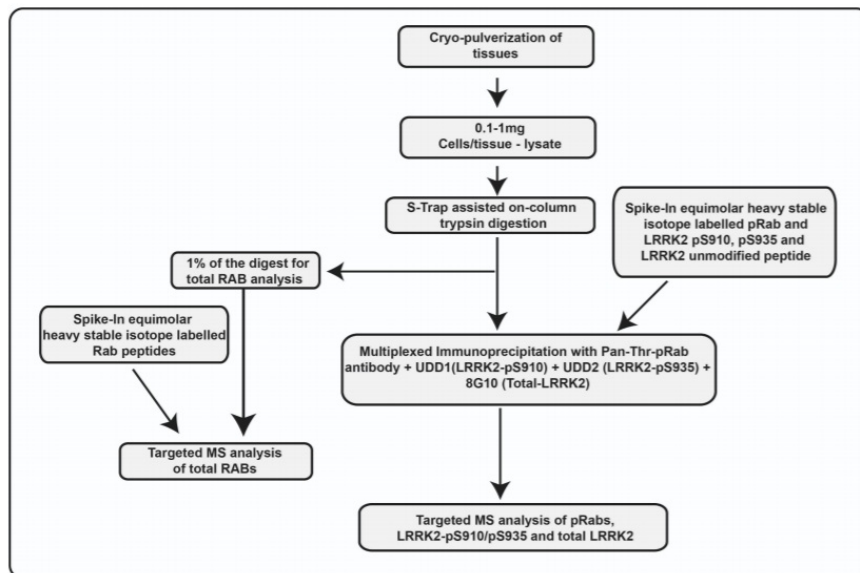 Cryo-pulverization of
tissues
0.1-1mg
Cells/tissue - lysate
S-Trap assisted on-column
trypsin digestion
Spike-In equimolar heavy stable
isotope labelled pRab and
LRRK2 pS910, pS935 and
LRRK2 unmodified peptide
1% of the digest for
total RAB analysis
Spike-In equimolar
heavy stable isotope labelled
Rab peptides
Multiplexed Immunoprecipitation with Pan-Thr-pRab
antibody + UDD1(LRRK2-pS910) + UDD2 (LRRK2-pS935) +
8G10 (Total-LRRK2)
Targeted MS analysis
of total RABs
Targeted MS analysis of pRabs,
LRRK2-pS910/pS935 and total LRRK2